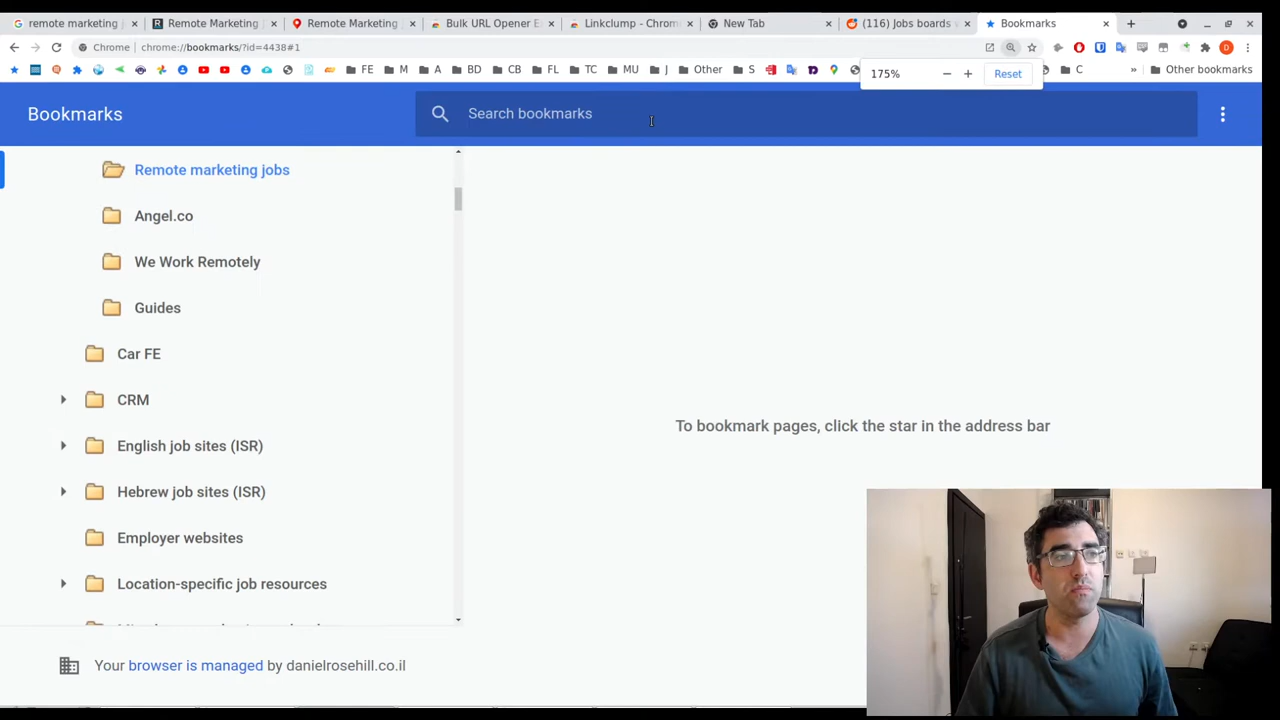 remote marketing j
Remote Marketing J
Remote Marketing
Bulk URL Opener E
Linkclump - Chrom
New Tab
(116) Jobs boards w
Bookmarks
Chrome
chrome://bookmarks/?id=4438#1
FE
M
A
BD
CB
FL
TC
MU
J
Other
S
C
Other bookmarks
175%
Reset
Bookmarks
Search bookmarks
Remote marketing jobs
Angel.co
We Work Remotely
Guides
Car FE
CRM
English job sites (ISR)
Hebrew job sites (ISR)
Employer websites
Location-specific job resources
To bookmark pages, click the star in the address bar
Your browser is managed by danielrosehill.co.il